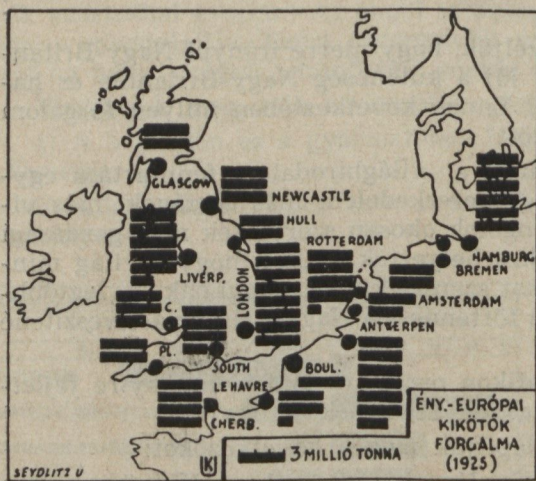 GLASGOW
NEWCASTLE
HULL
ROTTERDAM
HAMBURG
BREMEN
LIVERP.
LONDON
AMSTERDAM
C.
ANTWERPEN
PL.
SOUTH
BOUL.
LE HAVRE
CHERB.
ÉNY.-EURÓPAI
KIKÖTŐK
FORGALMA
(1925)
3 MILLIÓ TONNA
K
SEYDLITZ U